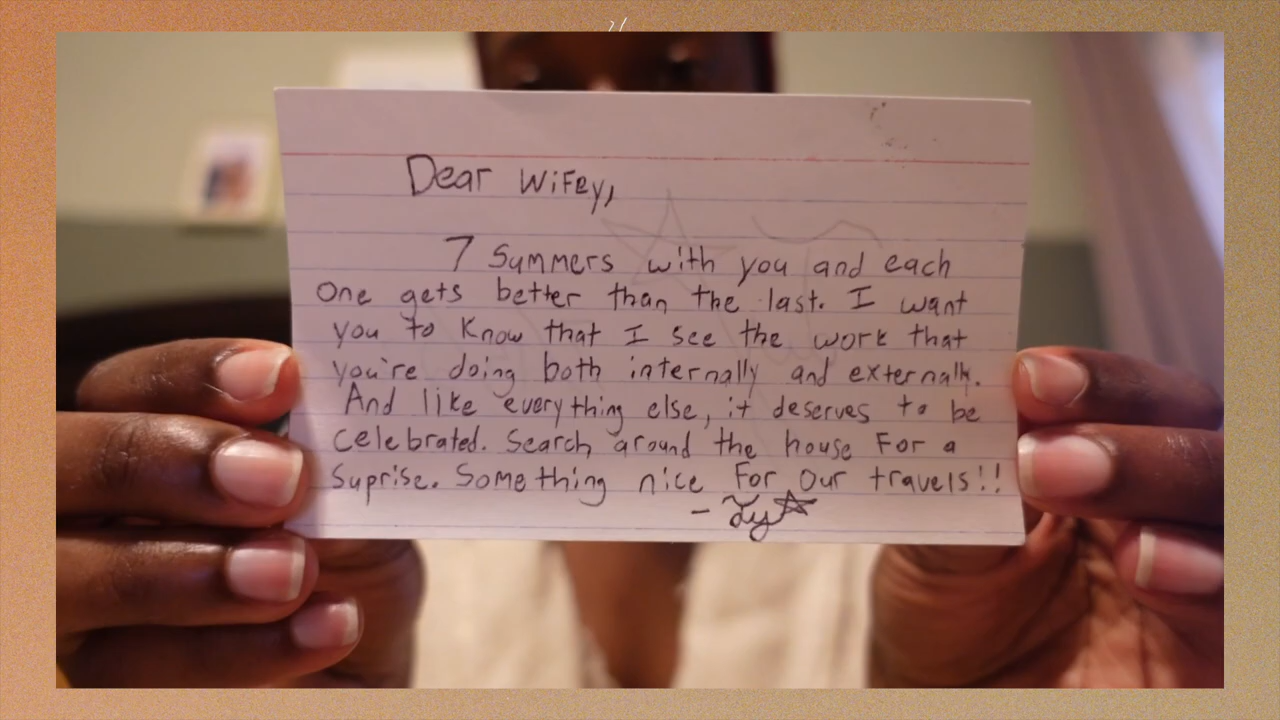 Dear Wifey,
7 Summers with you and each
One gets better than the last. I want
you to Know that I see the work that
you're doing both internally and externally.
And like everything else, it deserves to be
Celebrated. Search around the house For a
Suprise. Something nice For Our travels!!
- Ty